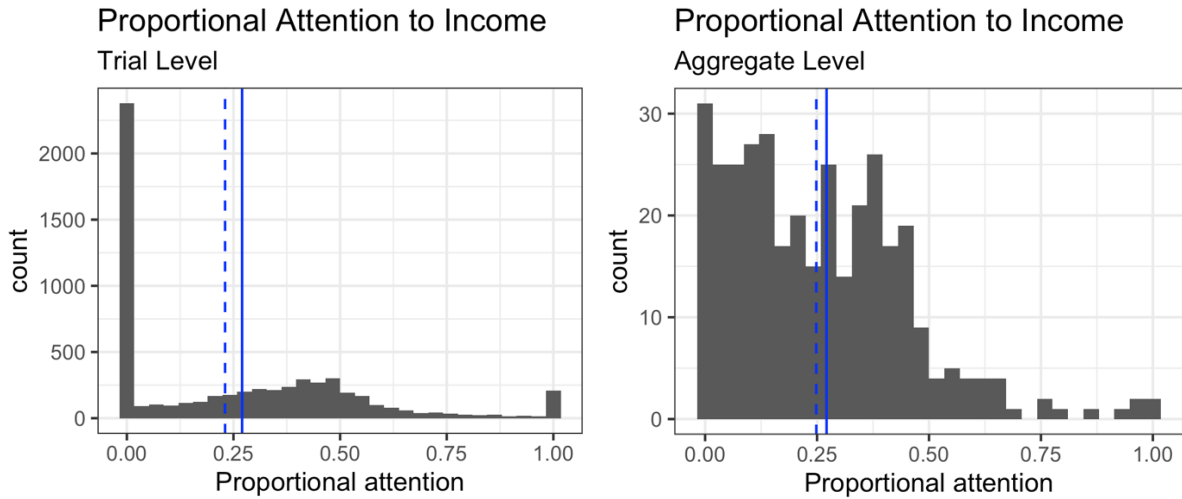 Proportional Attention to Income
Trial Level
2000
1500
1000
500
0
count
0.00 0.25 0.50 0.75 1.00
Proportional attention
Proportional Attention to Income
Aggregate Level
30
20
10
0
count
0.00 0.25 0.50 0.75 1.00
Proportional attention